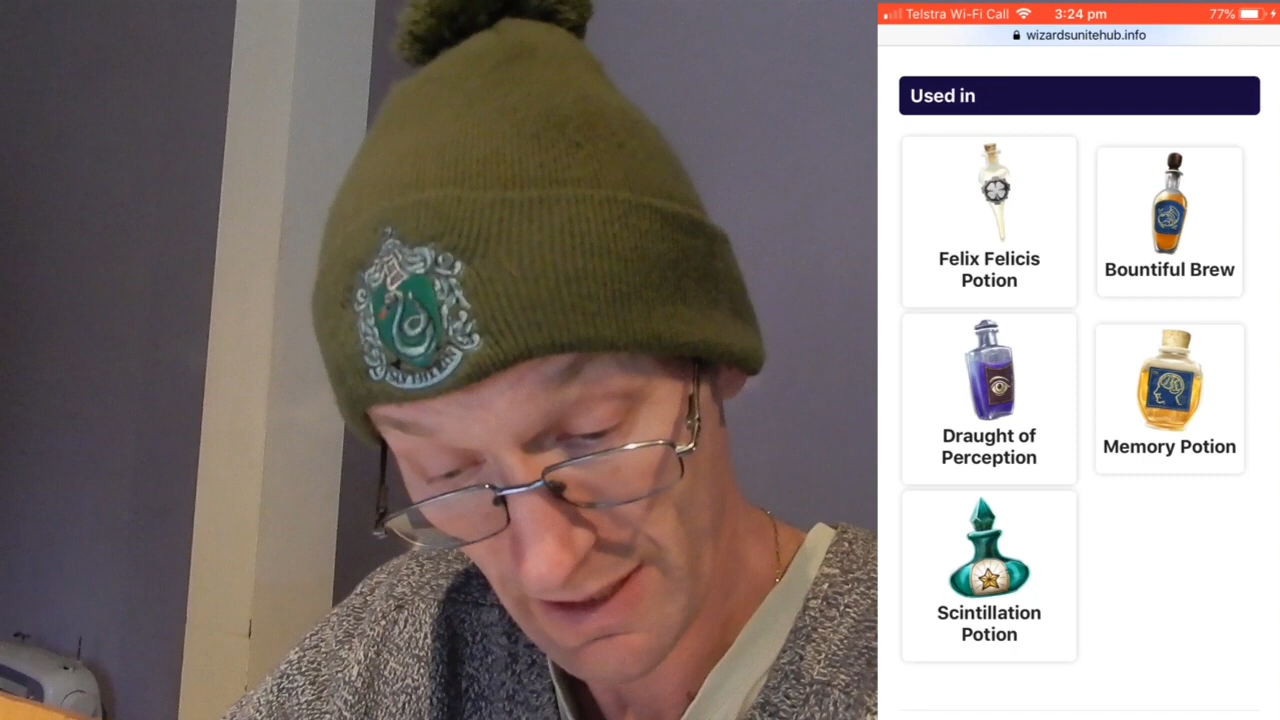 Telstra Wi-Fi Call
3:24 pm
77%
wizardsunitehub.info
Used in
Felix Felicis
Potion
Bountiful Brew
Draught of
Perception
Memory Potion
Scintillation
Potion